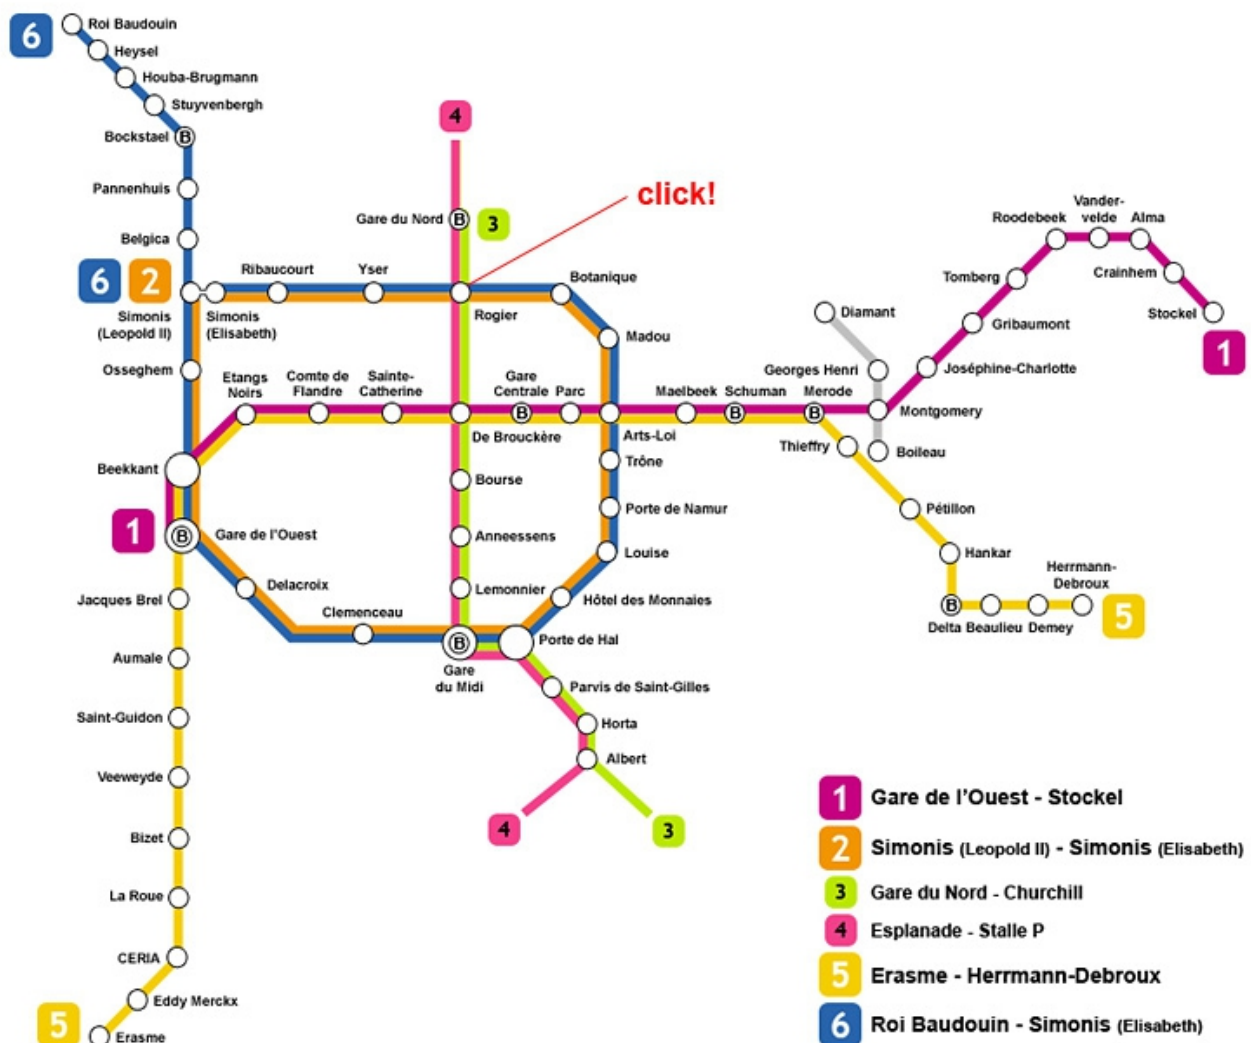 6
Roi Baudouin
Heysel
Houba-Brugmann
Stuyvenbergh
Bockstael
B
Pannenhuis
Belgica
6
2
Simonis
(Leopold II)
Simonis
(Elisabeth)
Ribaucourt
Yser
4
Gare du Nord
B
3
click!
Rogier
Botanique
Madou
Osseghem
Etangs
Noirs
Comte de
Flandre
Sainte-
Catherine
De Brouckère
Gare
Centrale
B
Parc
Arts-Loi
Maelbeek
Schuman
B
Merode
B
Diamant
Georges Henri
Montgomery
Boileau
Joséphine-Charlotte
Gribaumont
Tomberg
Roodebeek
Vander-
velde
Alma
Crainhem
Stockel
1
Thieffry
Pétillon
Hankar
Delta
B
Beaulieu
Demey
Herrmann-
Debroux
5
Beekkant
1
B
Gare de l'Ouest
Bourse
Anneessens
Lemonnier
Trône
Porte de Namur
Louise
Hôtel des Monnaies
Delacroix
Clemenceau
B
Gare
du Midi
Porte de Hal
Parvis de Saint-Gilles
Horta
Albert
4
3
Jacques Brel
Aumale
Saint-Guidon
Veeweyde
Bizet
La Roue
CERIA
Eddy Merckx
5
Erasme
1 Gare de l'Ouest - Stockel
2 Simonis (Leopold II) - Simonis (Elisabeth)
3 Gare du Nord - Churchill
4 Esplanade - Stalle P
5 Erasme - Herrmann-Debroux
6 Roi Baudouin - Simonis (Elisabeth)